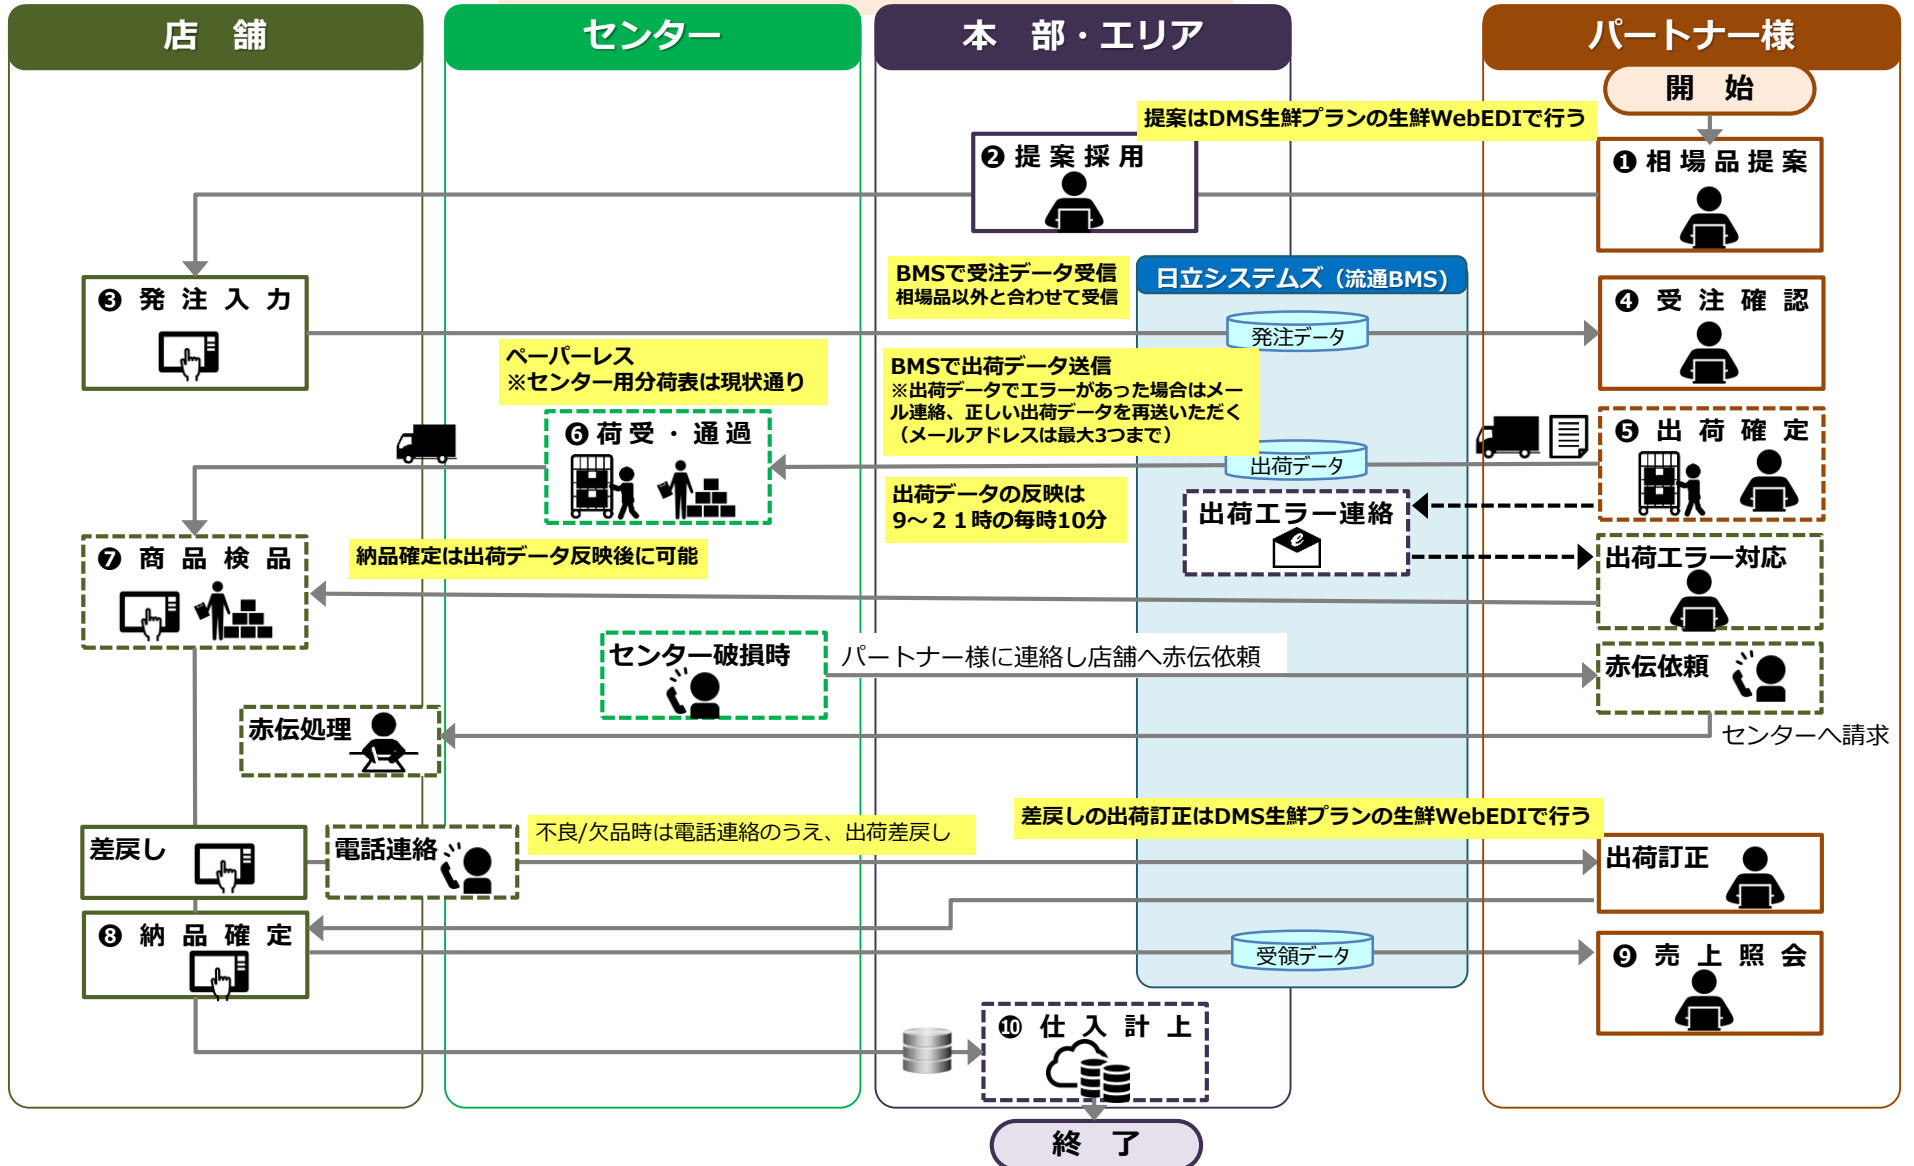 店 舗
センター
本 部・エリア
パートナー様
開 始
提案はDMS生鮮プランの生鮮WebEDIで行う
❷ 提 案 採 用
❶ 相 場 品 提 案
BMSで受注データ受信
相場品以外と合わせて受信
日立システムズ（流通BMS）
❸ 発 注 入 力
❹ 受 注 確 認
発注データ
ペーパーレス
※センター用分荷表は現状通り
BMSで出荷データ送信
※出荷データでエラーがあった場合はメー
ル連絡、正しい出荷データを再送いただく
（メールアドレスは最大3つまで）
❻ 荷 受 ・ 通 過
❺ 出 荷 確 定
出荷データ
出荷データの反映は
9～２１時の毎時10分
出荷エラー連絡
❼ 商 品 検 品
納品確定は出荷データ反映後に可能
出荷エラー対応
センター破損時
パートナー様に連絡し店舗へ赤伝依頼
赤伝依頼
赤伝処理
センターへ請求
差戻しの出荷訂正はDMS生鮮プランの生鮮WebEDIで行う
差戻し
電話連絡
不良/欠品時は電話連絡のうえ、出荷差戻し
出荷訂正
❽ 納 品 確 定
受領データ
❾ 売 上 照 会
❿ 仕 入 計 上
終 了